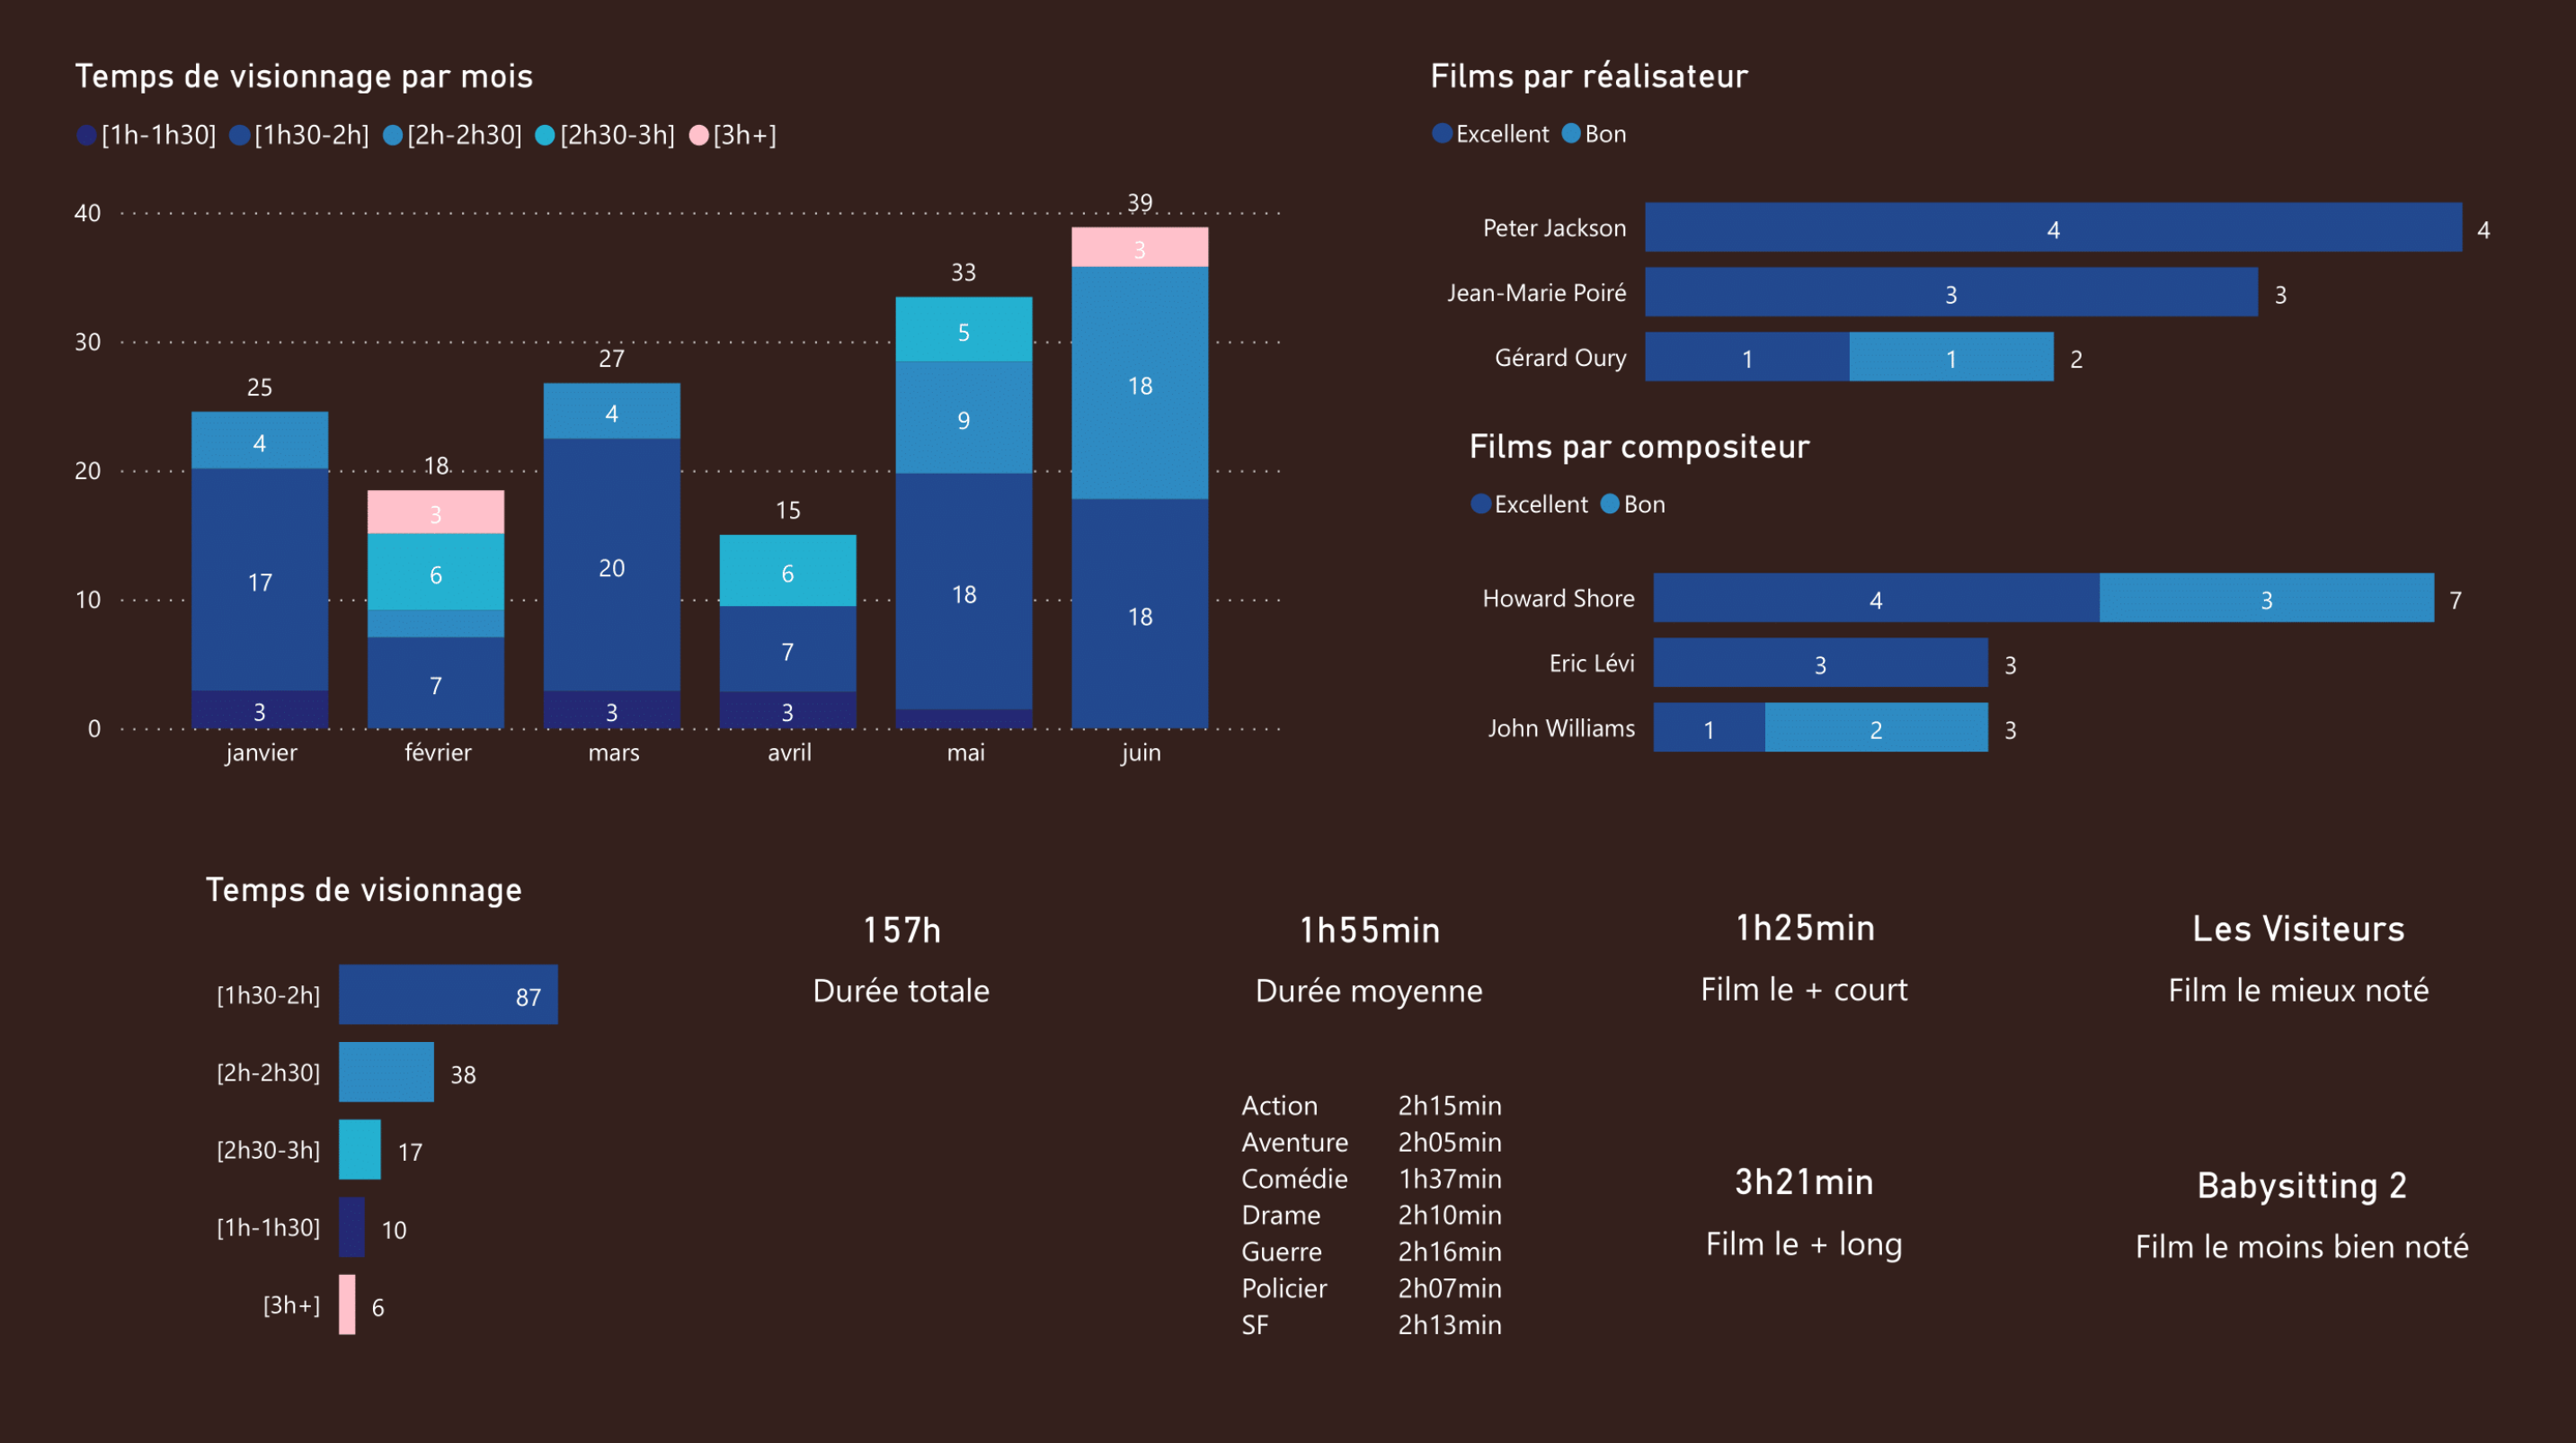 Temps de visionnage par mois
[1h-1h30] [1h30-2h] [2h-2h30] [2h30-3h] [3h+]
40
30
20
10
0
25
4
17
3
18
3
6
7
27
4
20
3
15
6
7
3
33
5
9
18
39
3
18
18
janvier février mars avril mai juin
Films par réalisateur
Excellent Bon
Peter Jackson 4 4
Jean-Marie Poiré 3 3
Gérard Oury 1 1 2
Films par compositeur
Excellent Bon
Howard Shore 4 3 7
Eric Lévi 3 3
John Williams 1 2 3
Temps de visionnage
[1h30-2h] 87
[2h-2h30] 38
[2h30-3h] 17
[1h-1h30] 10
[3h+] 6
157h
Durée totale
1h55min
Durée moyenne
Action 2h15min
Aventure 2h05min
Comédie 1h37min
Drame 2h10min
Guerre 2h16min
Policier 2h07min
SF 2h13min
1h25min
Film le + court
3h21min
Film le + long
Les Visiteurs
Film le mieux noté
Babysitting 2
Film le moins bien noté